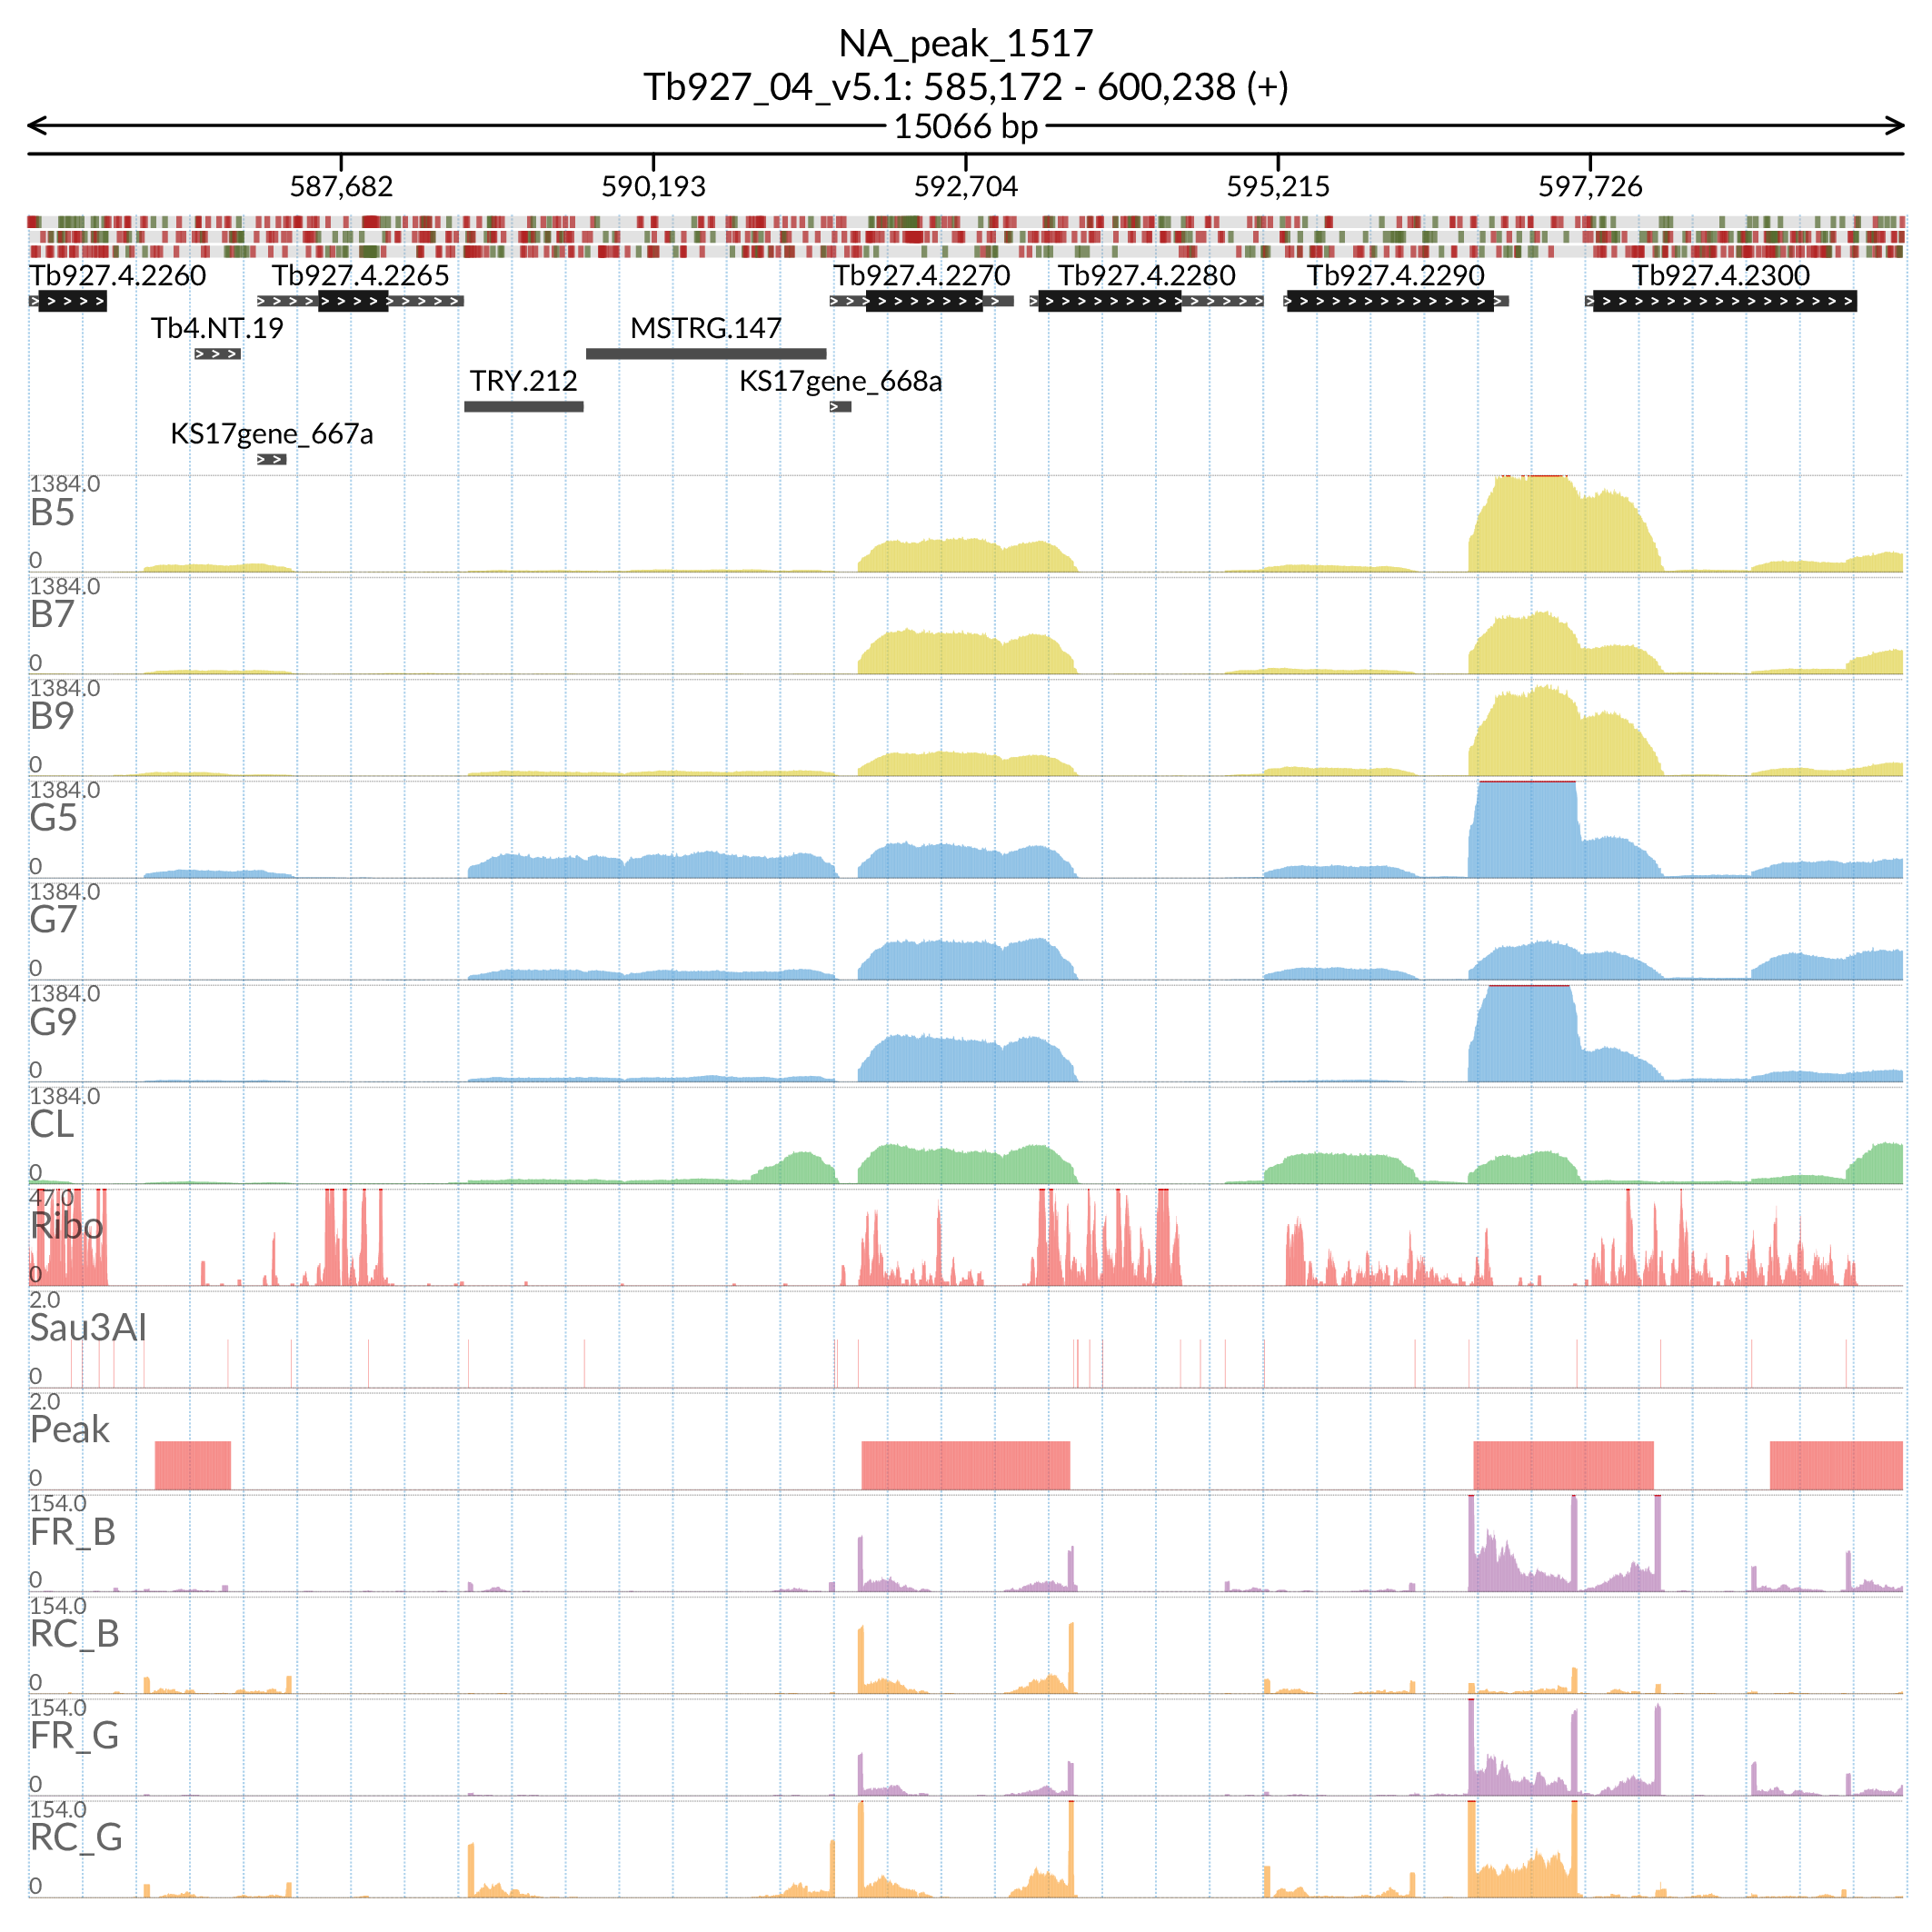 NA_peak_1517
Tb927_04_v5.1: 585,172 - 600,238 (+)
15066 bp
587,682 590,193 592,704 595,215 597,726
Tb927.4.2260 Tb927.4.2265 Tb927.4.2270 Tb927.4.2280 Tb927.4.2290 Tb927.4.2300
Tb4.NT.19 MSTRG.147
TRY.212 KS17gene_668a
KS17gene_667a
1384.0
B5
0
1384.0
B7
0
1384.0
B9
0
1384.0
G5
0
1384.0
G7
0
1384.0
G9
0
1384.0
CL
0
47.0
Ribo
0
2.0
Sau3AI
0
2.0
Peak
0
154.0
FR_B
0
154.0
RC_B
0
154.0
FR_G
0
154.0
RC_G
0